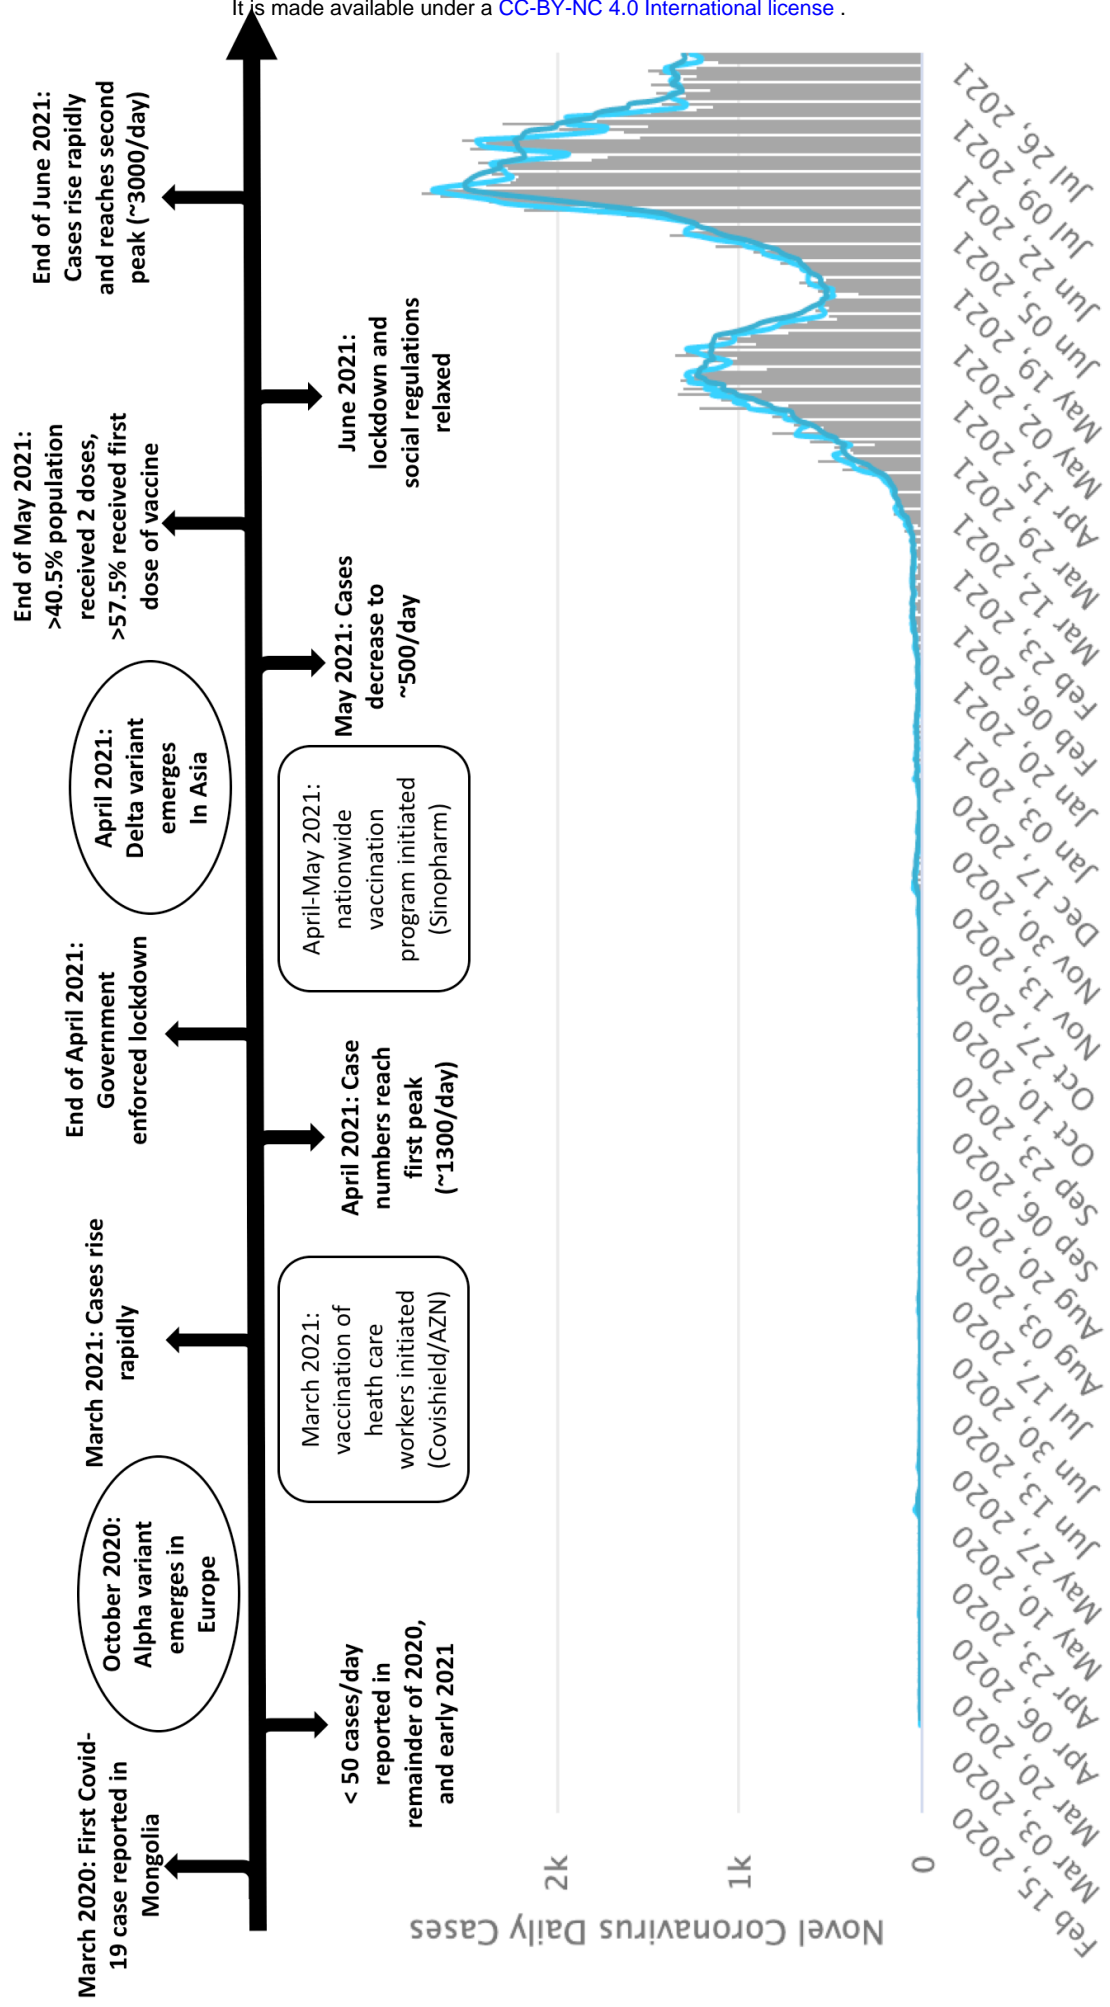 It is made available under a CC-BY-NC 4.0 International license .
March 2020: First Covid-
19 case reported in
Mongolia
October 2020:
Alpha variant
emerges in
Europe
March 2021: Cases rise
rapidly
End of April 2021:
Government
enforced lockdown
April 2021:
Delta variant
emerges
In Asia
End of May 2021:
>40.5% population
received 2 doses,
>57.5% received first
dose of vaccine
End of June 2021:
Cases rise rapidly
and reaches second
peak (~3000/day)
< 50 cases/day
reported in
remainder of 2020,
and early 2021
March 2021:
vaccination of
heath care
workers initiated
(Covishield/AZN)
April 2021: Case
numbers reach
first peak
(~1300/day)
April-May 2021:
nationwide
vaccination
program initiated
(Sinopharm)
May 2021: Cases
decrease to
~500/day
June 2021:
lockdown and
social regulations
relaxed
Novel Coronavirus Daily Cases
2k
1k
0
Feb 15, 2020
Mar 03, 2020
Mar 20, 2020
Apr 06, 2020
Apr 23, 2020
May 10, 2020
May 27, 2020
Jun 13, 2020
Jun 30, 2020
Jul 17, 2020
Aug 03, 2020
Aug 20, 2020
Sep 06, 2020
Sep 23, 2020
Oct 10, 2020
Oct 27, 2020
Nov 13, 2020
Nov 30, 2020
Dec 17, 2020
Jan 03, 2021
Jan 20, 2021
Feb 06, 2021
Feb 23, 2021
Mar 12, 2021
Mar 29, 2021
Apr 15, 2021
May 02, 2021
May 19, 2021
Jun 05, 2021
Jun 22, 2021
Jul 09, 2021
Jul 26, 2021